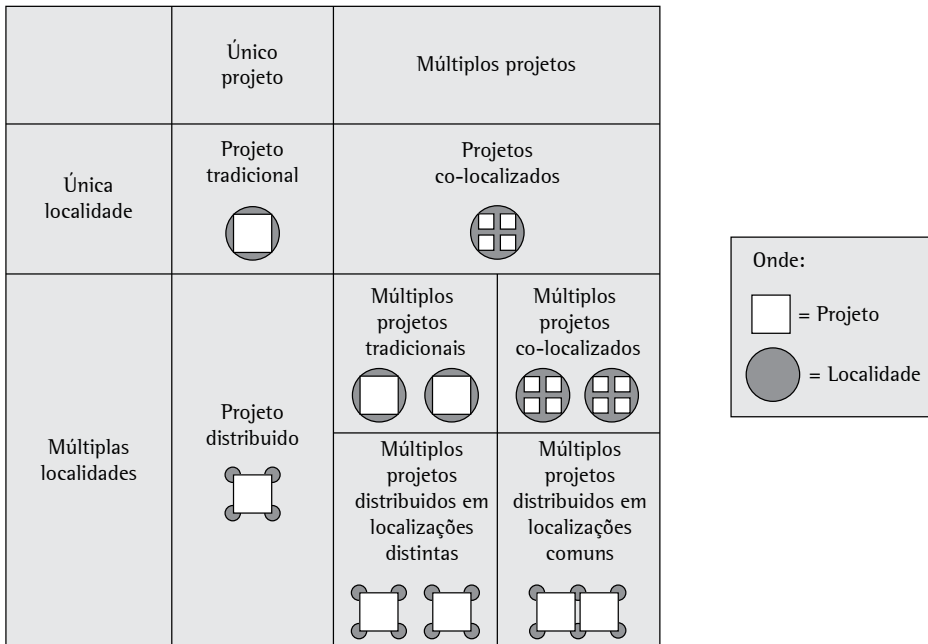 Único
projeto
Múltiplos projetos
Única
localidade
Projeto
tradicional
Projetos
co-localizados
Múltiplas
localidades
Projeto
distribuido
Múltiplos
projetos
tradicionais
Múltiplos
projetos
co-localizados
Múltiplos
projetos
distribuidos em
localizações
distintas
Múltiplos
projetos
distribuidos em
localizações
comuns
Onde:
= Projeto
= Localidade